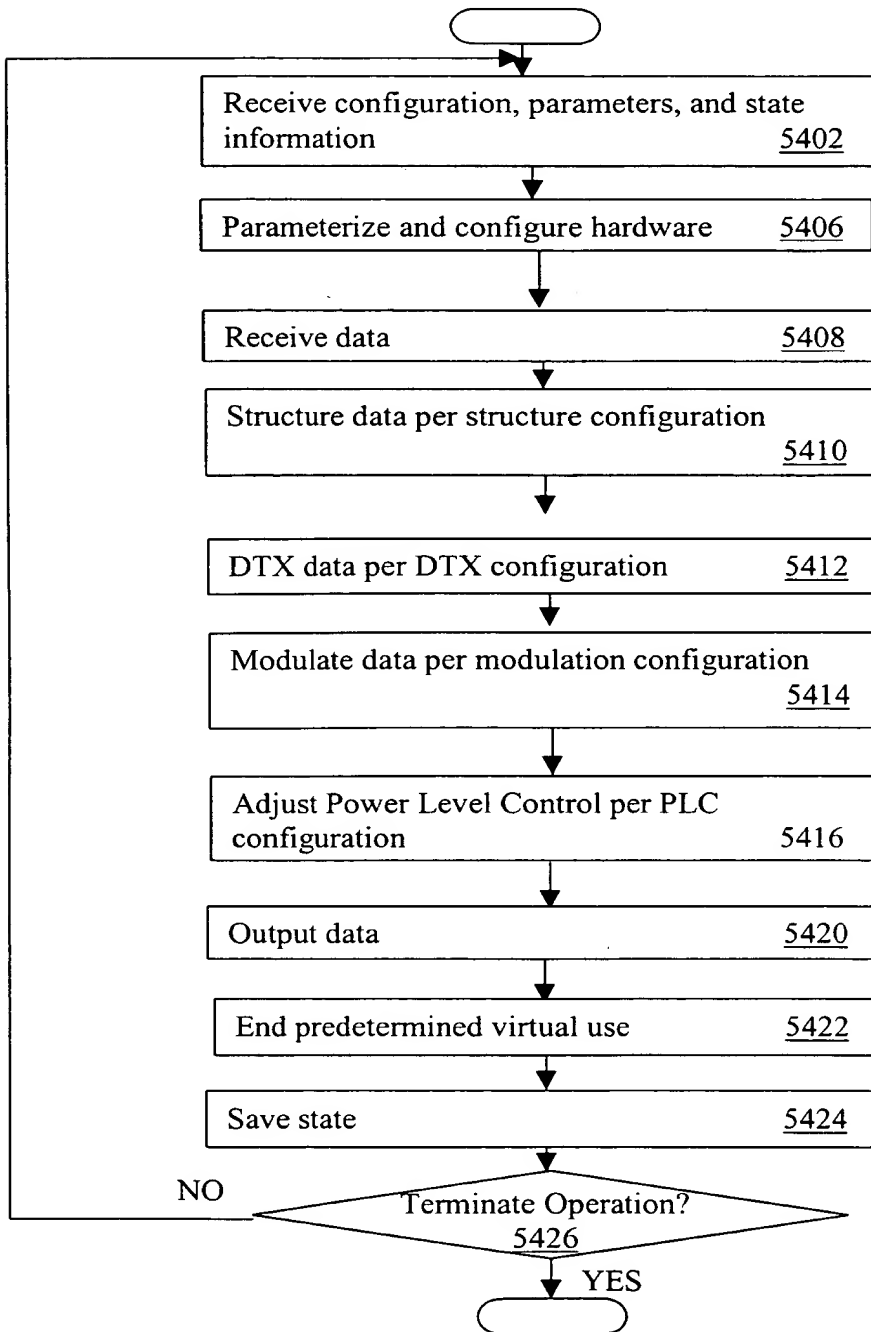 Receive configuration, parameters, and state
information 5402
Parameterize and configure hardware 5406
Receive data 5408
Structure data per structure configuration
5410
DTX data per DTX configuration 5412
Modulate data per modulation configuration
5414
Adjust Power Level Control per PLC
configuration 5416
Output data 5420
End predetermined virtual use 5422
Save state 5424
NO
Terminate Operation?
5426
YES